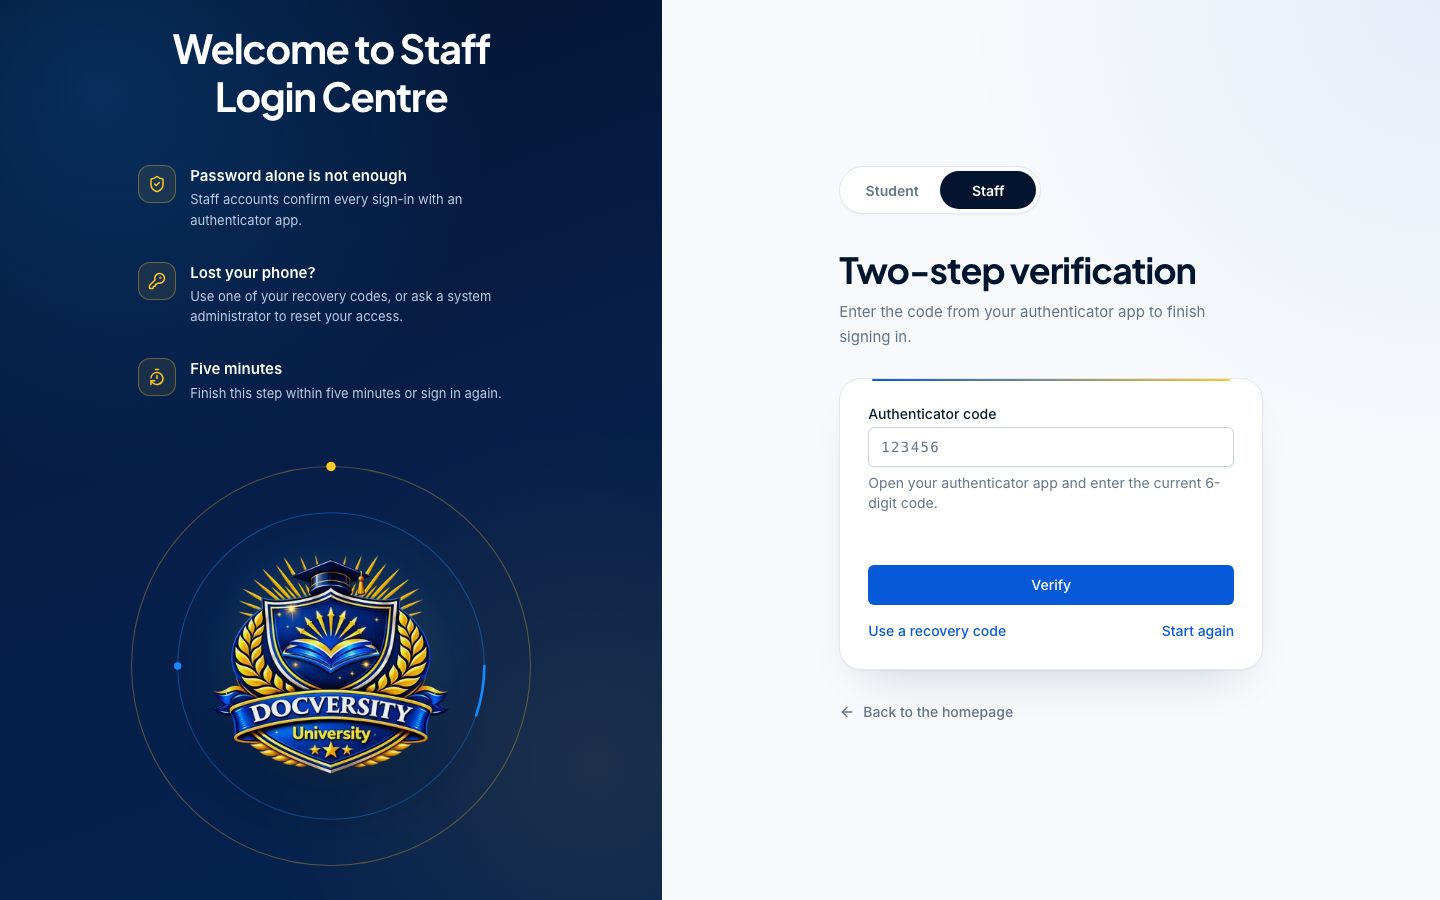 Welcome to Staff
Login Centre
Password alone is not enough
Staff accounts confirm every sign-in with an
authenticator app.
Lost your phone?
Use one of your recovery codes, or ask a system
administrator to reset your access.
Five minutes
Finish this step within five minutes or sign in again.
DOCVERSITY
University
Student
Staff
Two-step verification
Enter the code from your authenticator app to finish
signing in.
Authenticator code
123456
Open your authenticator app and enter the current 6-
digit code.
Verify
Use a recovery code
Start again
Back to the homepage